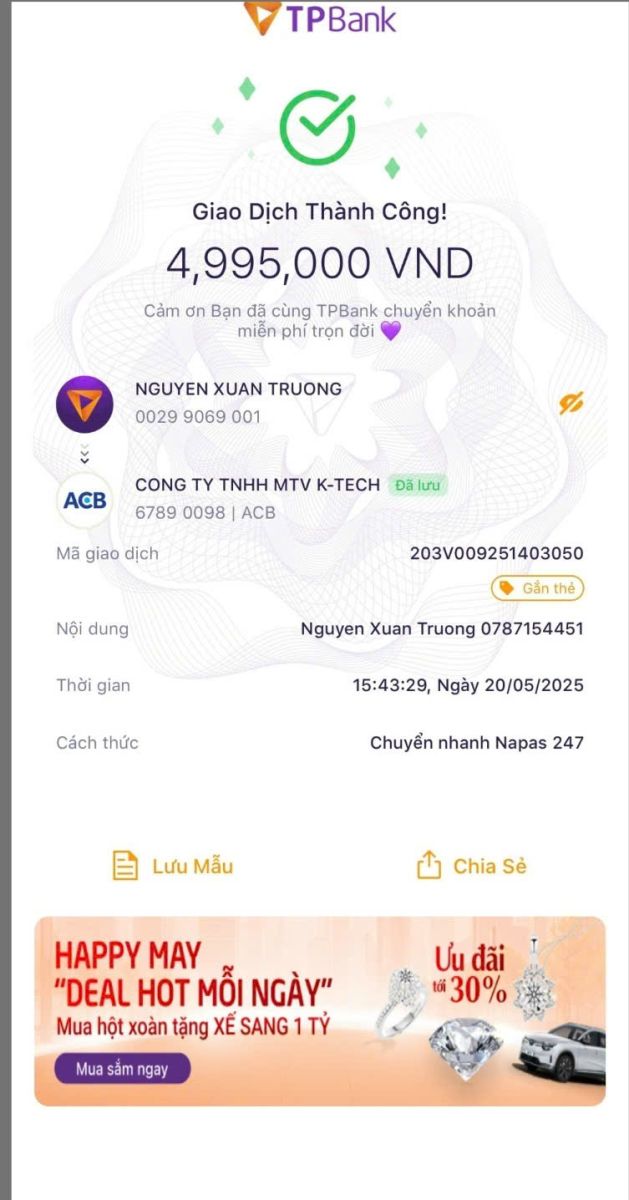 TPBank
Giao Dịch Thành Công!
4,995,000 VND
Cảm ơn Bạn đã cùng TPBank chuyển khoản
miễn phí trọn đời 💜
NGUYEN XUAN TRUONG
0029 9069 001
ACB
CONG TY TNHH MTV K-TECH Đã lưu
6789 0098 | ACB
Mã giao dịch 203V009251403050
Gắn thẻ
Nội dung Nguyen Xuan Truong 0787154451
Thời gian 15:43:29, Ngày 20/05/2025
Cách thức Chuyển nhanh Napas 247
Lưu Mẫu Chia Sẻ
HAPPY MAY
"DEAL HOT MỖI NGÀY"
Mua hột xoàn tặng XẾ SANG 1 TỶ
Mua sắm ngay
Ưu đãi
tới 30%